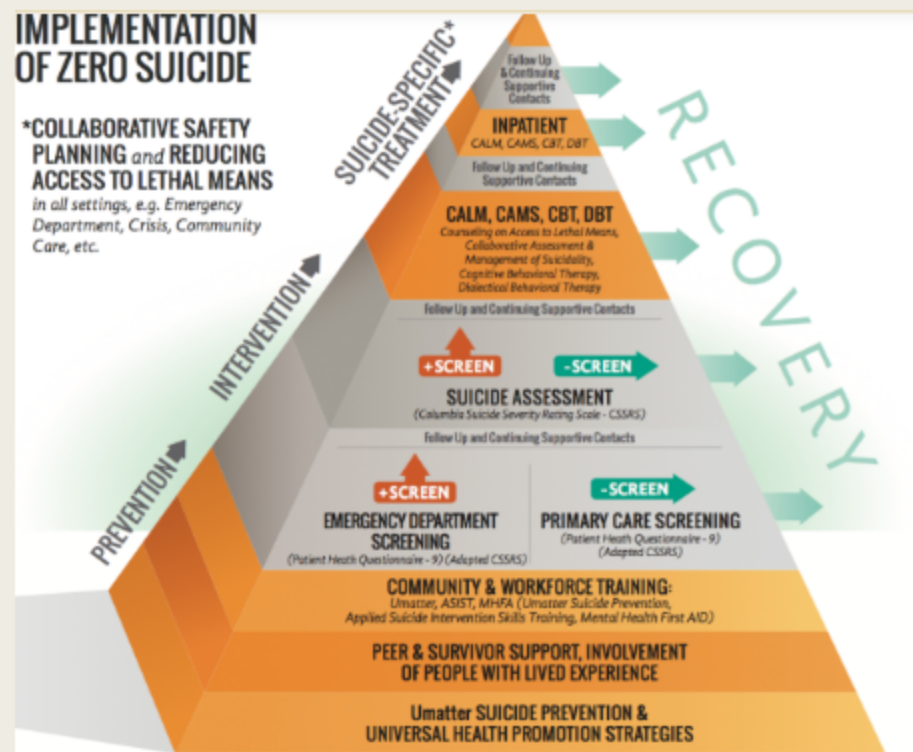 IMPLEMENTATION
OF ZERO SUICIDE
*COLLABORATIVE SAFETY
PLANNING and REDUCING
ACCESS TO LETHAL MEANS
in all settings, e.g. Emergency
Department, Crisis, Community
Care, etc.
PREVENTION
INTERVENTION
SUICIDE-SPECIFIC*
TREATMENT
RECOVERY
Follow Up
& Continuing
Supportive
Contacts
INPATIENT
CALM, CAMS, CBT, DBT
Follow Up and Continuing
Supportive Contacts
CALM, CAMS, CBT, DBT
Counseling on Access to Lethal Means,
Collaborative Assessment &
Management of Suicidality,
Cognitive Behavioral Therapy,
Dialectical Behavioral Therapy
Follow Up and Continuing Supportive Contacts
+SCREEN
-SCREEN
SUICIDE ASSESSMENT
(Columbia Suicide Severity Rating Scale - CSSRS)
Follow Up and Continuing Supportive Contacts
+SCREEN
EMERGENCY DEPARTMENT
SCREENING
(Patient Heath Questionnaire - 9) (Adapted CSSRS)
-SCREEN
PRIMARY CARE SCREENING
(Patient Heath Questionnaire - 9)
(Adapted CSSRS)
COMMUNITY & WORKFORCE TRAINING:
Umatter, ASIST, MHFA (Umatter Suicide Prevention,
Applied Suicide Intervention Skills Training, Mental Health First AID)
PEER & SURVIVOR SUPPORT, INVOLVEMENT
OF PEOPLE WITH LIVED EXPERIENCE
Umatter SUICIDE PREVENTION &
UNIVERSAL HEALTH PROMOTION STRATEGIES